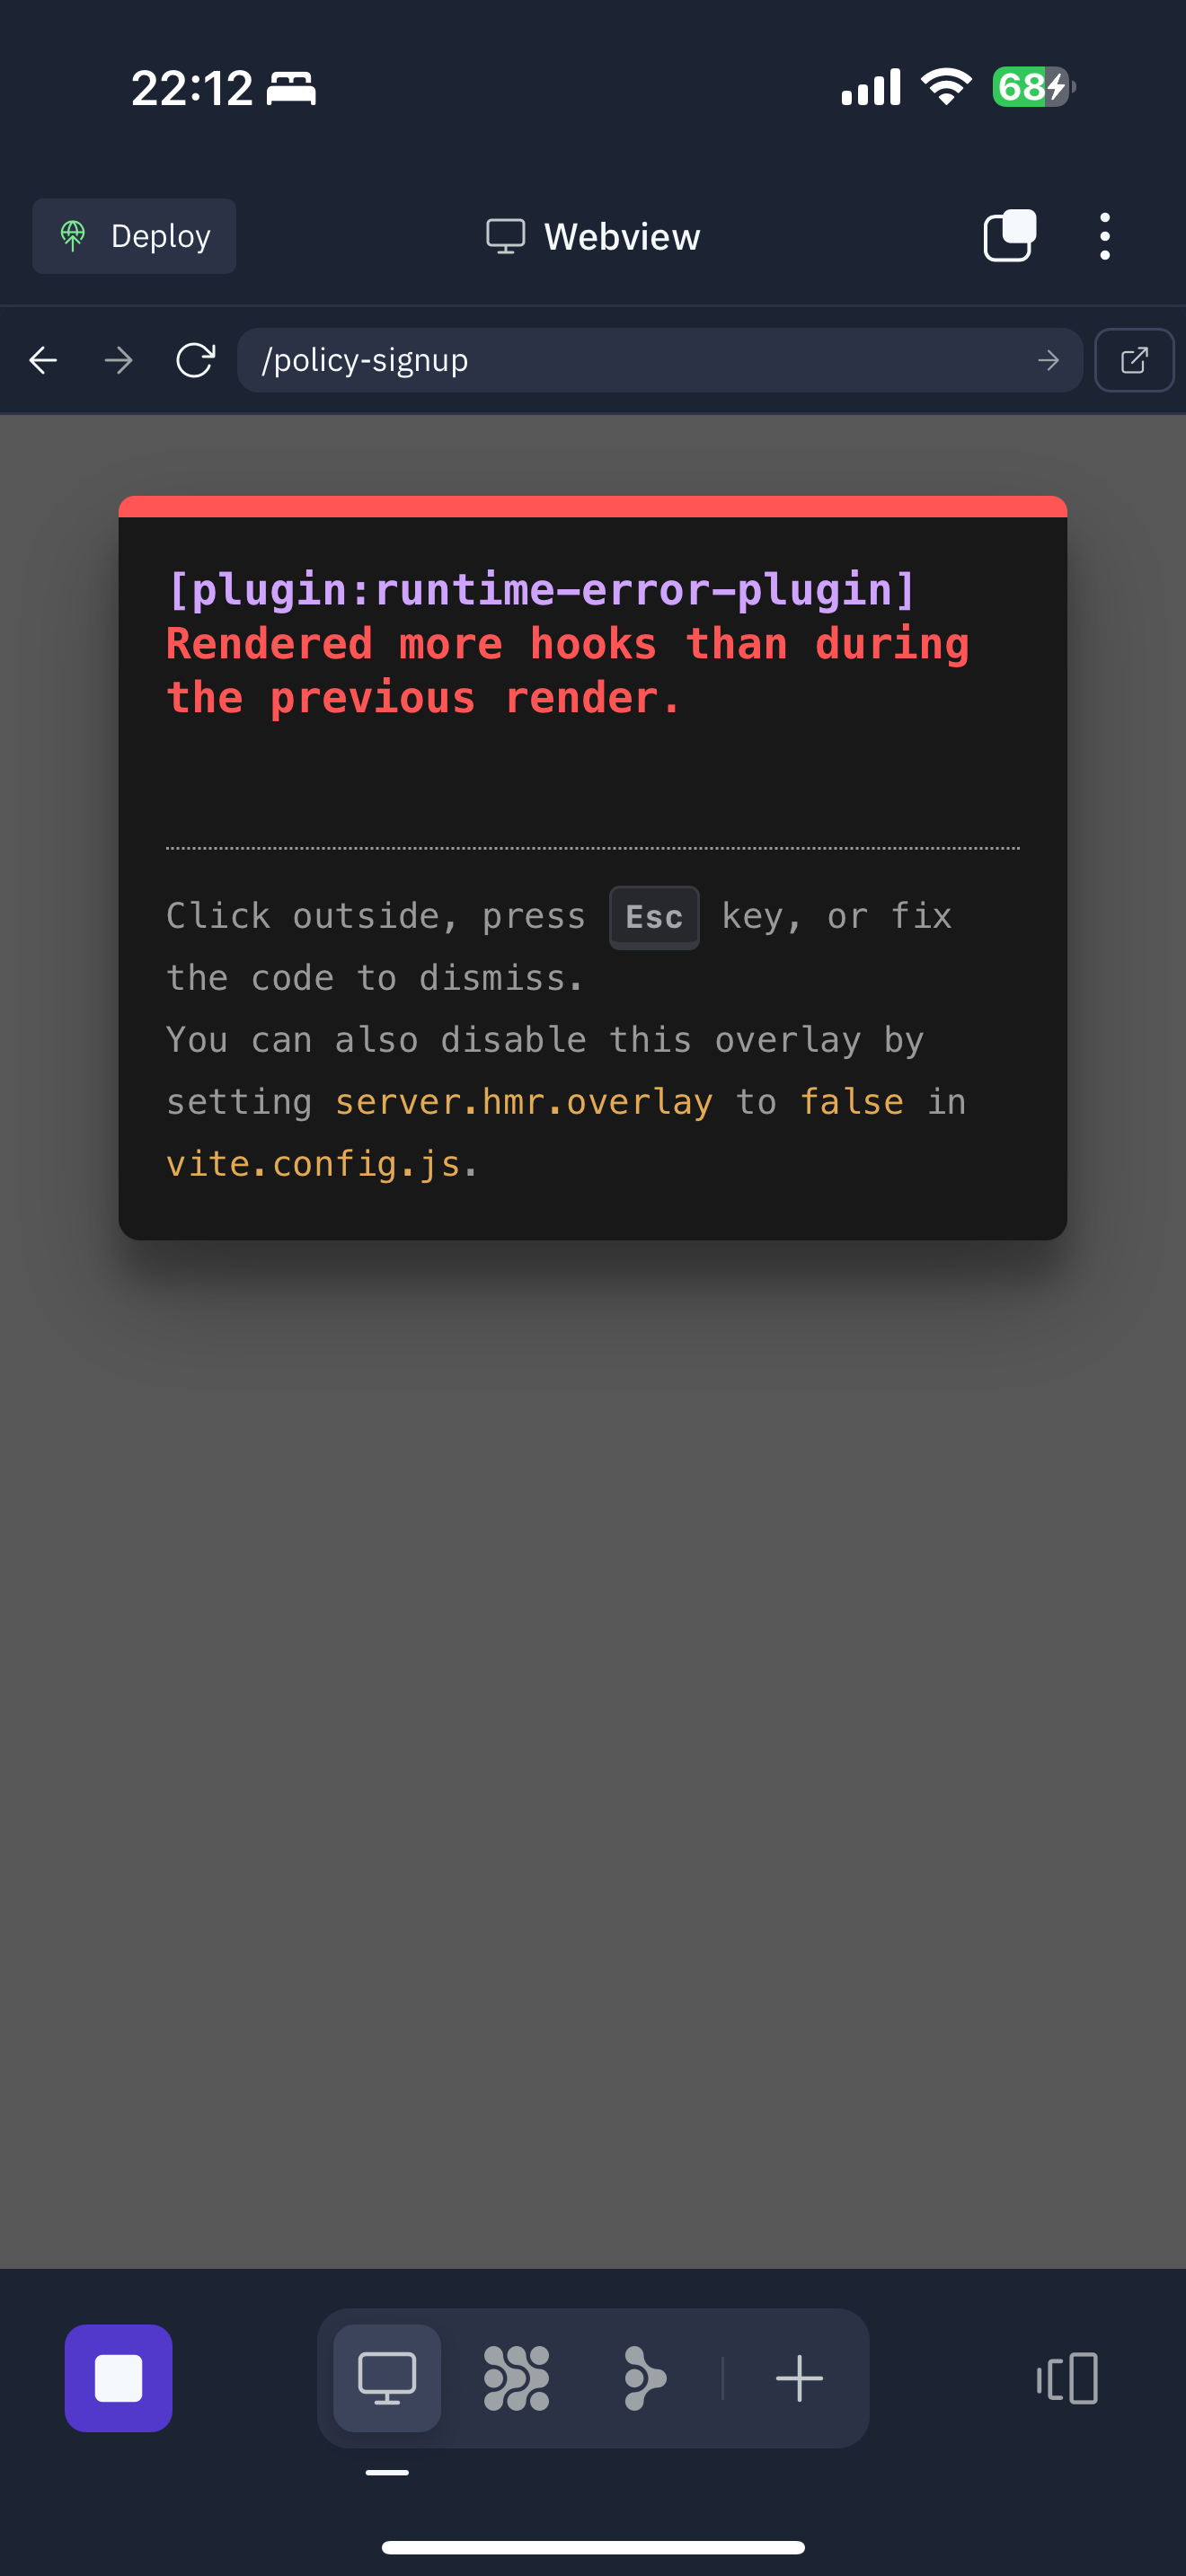 22:12
68
Deploy
Webview
/policy-signup
[plugin:runtime-error-plugin]
Rendered more hooks than during
the previous render.
Click outside, press Esc key, or fix
the code to dismiss.
You can also disable this overlay by
setting server.hmr.overlay to false in
vite.config.js.